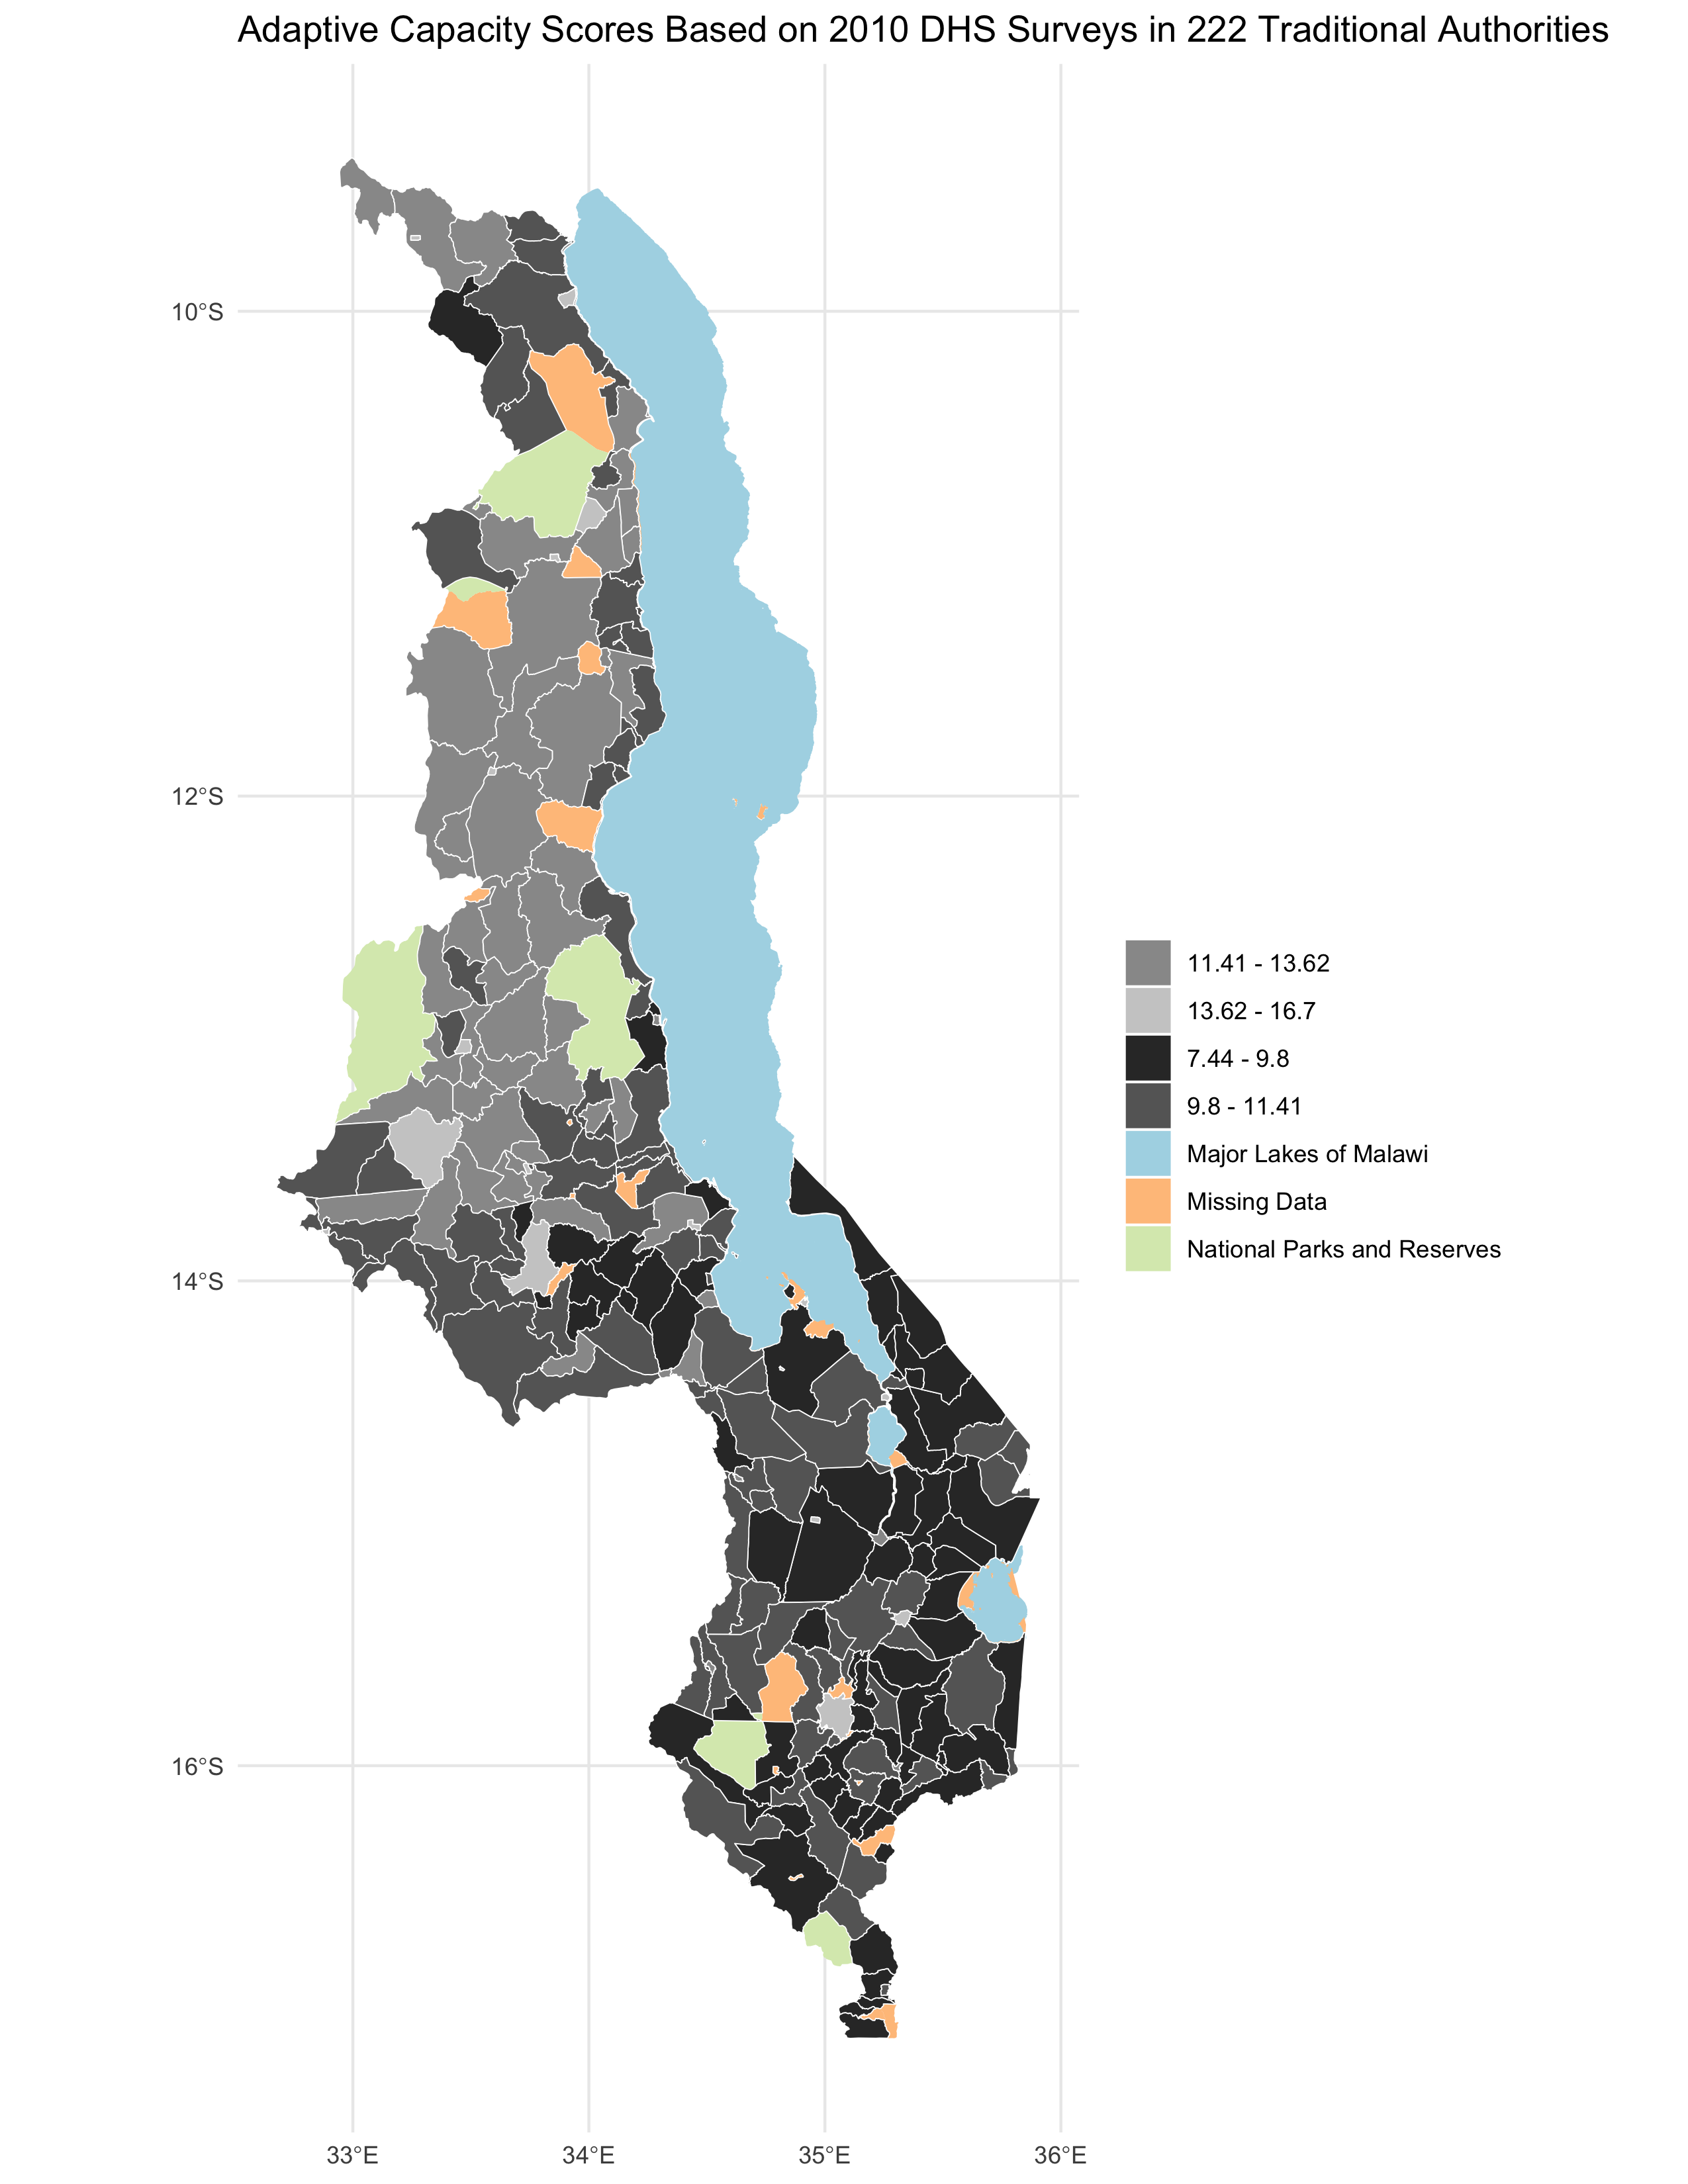 Adaptive Capacity Scores Based on 2010 DHS Surveys in 222 Traditional Authorities
10°S
12°S
14°S
16°S
33°E
34°E
35°E
36°E
11.41 - 13.62
13.62 - 16.7
7.44 - 9.8
9.8 - 11.41
Major Lakes of Malawi
Missing Data
National Parks and Reserves